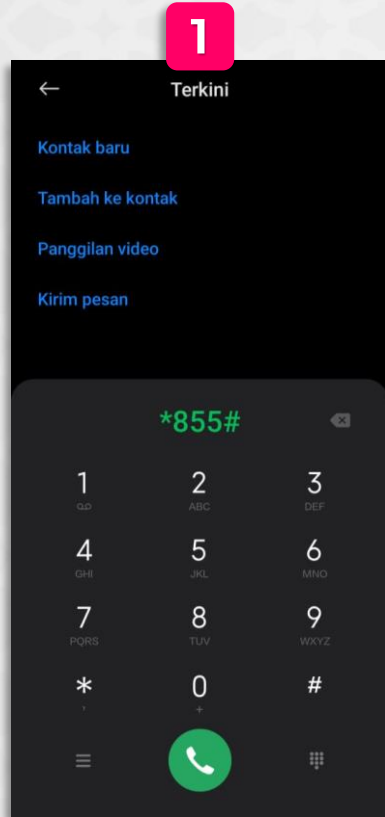 1
Terkini
Kontak baru
Tambah ke kontak
Panggilan video
Kirim pesan
*855#
1 2 3
ABC DEF
4 5 6
GHI JKL MNO
7 8 9
PQRS TUV WXYZ
* 0 #
, +